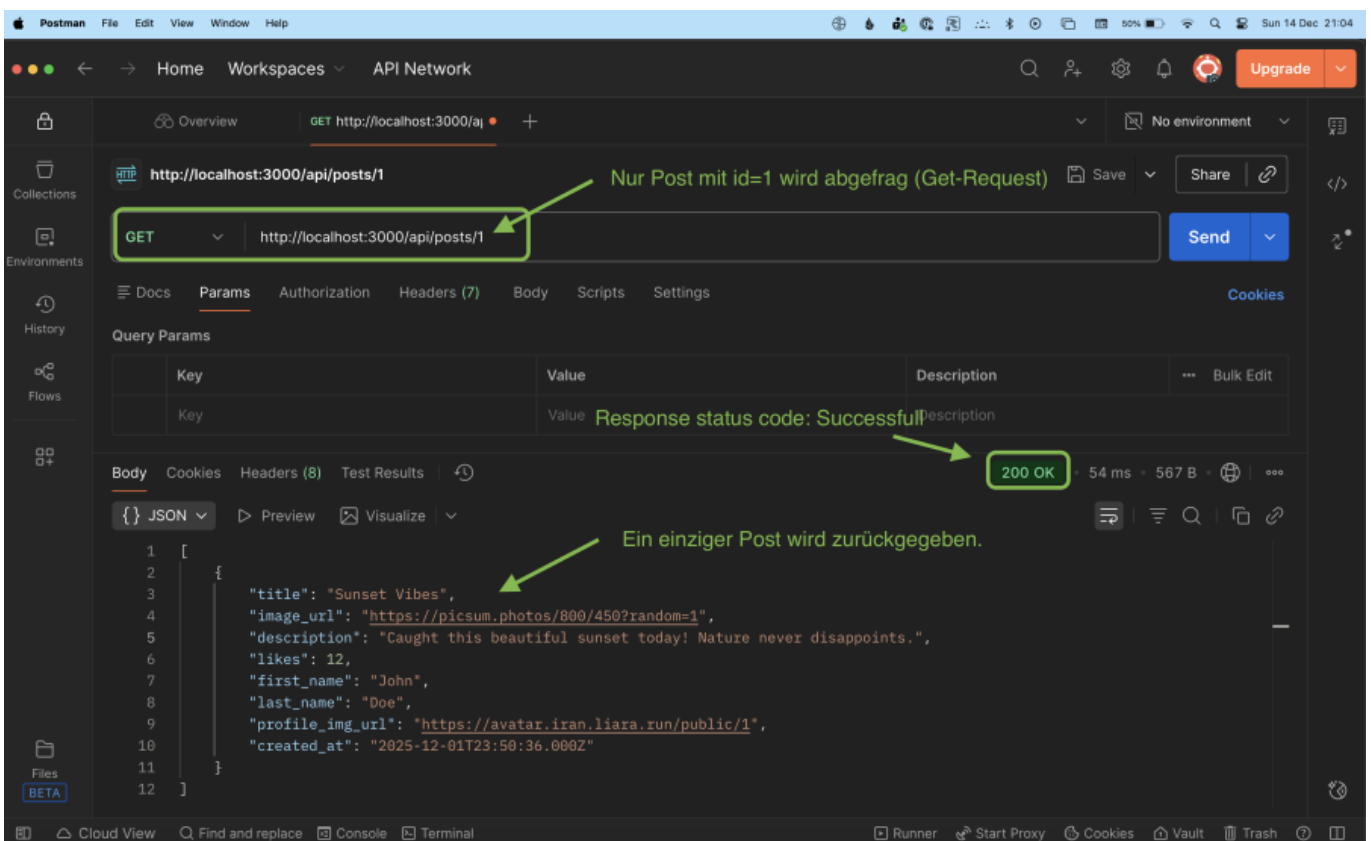 Postman File Edit View Window Help 50% Sun 14 Dec 21:04
Home Workspaces API Network Upgrade
Overview GET http://localhost:3000/a No environment
HTTP http://localhost:3000/api/posts/1 Nur Post mit id=1 wird abgefrag (Get-Request) Save Share
Collections
GET http://localhost:3000/api/posts/1 Send
Environments
Docs Params Authorization Headers (7) Body Scripts Settings Cookies
History
Query Params
Key Value Description Bulk Edit
Flows
Key Value Response status code: Successfull Description
Body Cookies Headers (8) Test Results 200 OK 54 ms 567 B
{} JSON Preview Visualize
Ein einziger Post wird zurückgegeben.
1 [
2 {
3 "title": "Sunset Vibes",
4 "image_url": "https://picsum.photos/800/450?random=1",
5 "description": "Caught this beautiful sunset today! Nature never disappoints.",
6 "likes": 12,
7 "first_name": "John",
8 "last_name": "Doe",
9 "profile_img_url": "https://avatar.iran.liara.run/public/1",
10 "created_at": "2025-12-01T23:50:36.000Z"
11 }
12 ]
Files
BETA
Cloud View Find and replace Console Terminal Runner Start Proxy Cookies Vault Trash